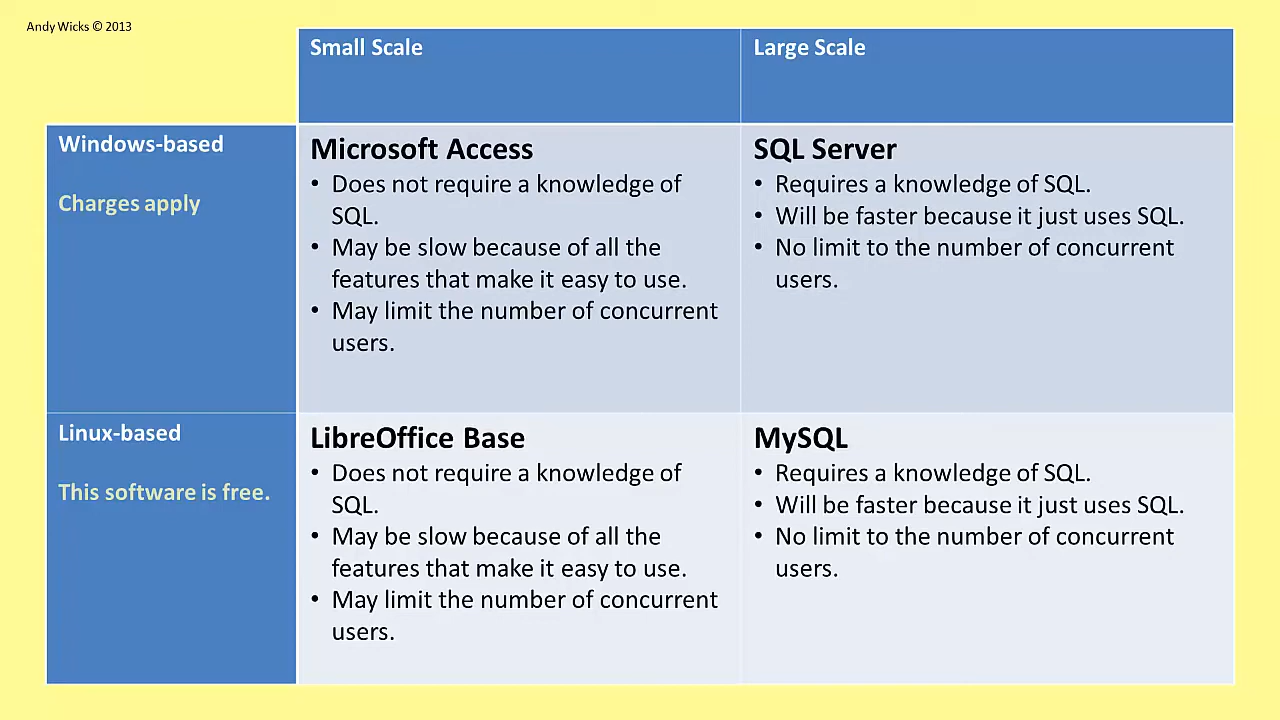 Andy Wicks © 2013
Small Scale
Large Scale
Windows-based
Charges apply
Microsoft Access
• Does not require a knowledge of
SQL.
• May be slow because of all the
features that make it easy to use.
• May limit the number of concurrent
users.
SQL Server
• Requires a knowledge of SQL.
• Will be faster because it just uses SQL.
• No limit to the number of concurrent
users.
Linux-based
This software is free.
LibreOffice Base
• Does not require a knowledge of
SQL.
• May be slow because of all the
features that make it easy to use.
• May limit the number of concurrent
users.
MySQL
• Requires a knowledge of SQL.
• Will be faster because it just uses SQL.
• No limit to the number of concurrent
users.